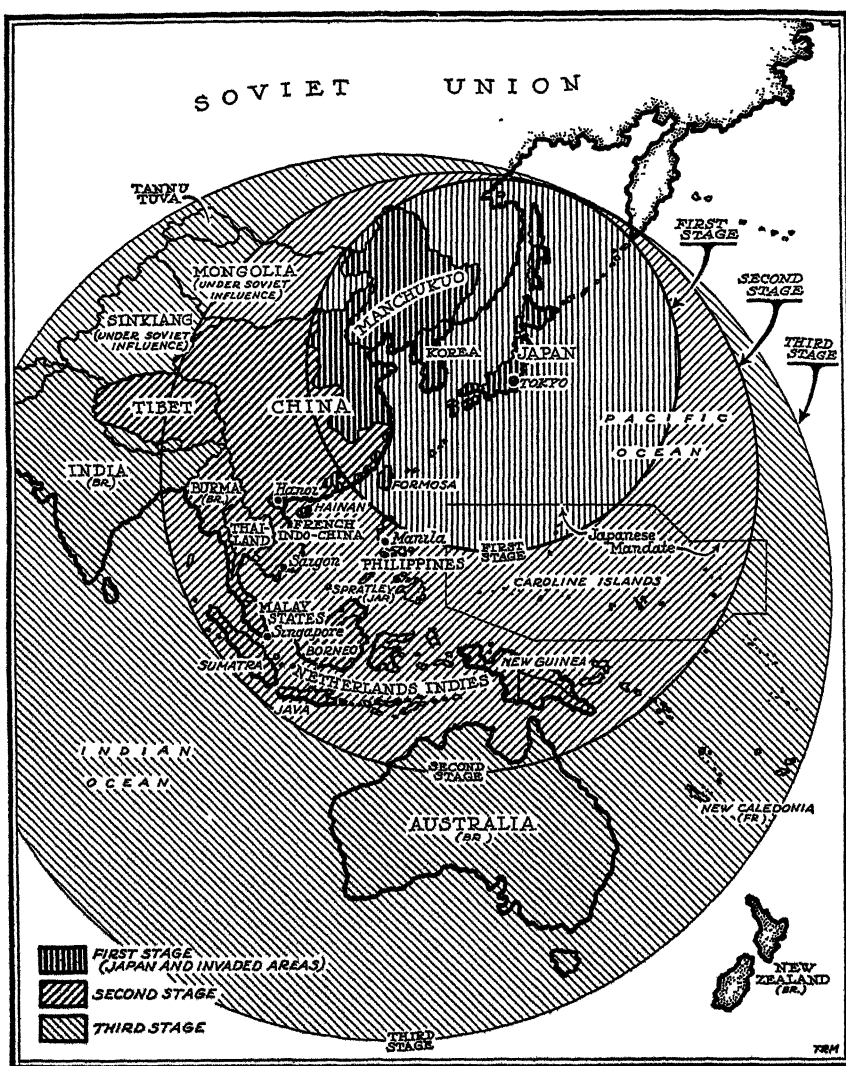 SOVIET UNION
TANNU
TUVA
FIRST
STAGE
MONGOLIA
(UNDER SOVIET
INFLUENCE)
SECOND
STAGE
MANCHUKUO
SINKIANG
(UNDER SOVIET
INFLUENCE)
THIRD
STAGE
KOREA
JAPAN
TOKYO
TIBET
CHINA
PACIFIC
OCEAN
INDIA
(BR.)
BURMA
(BR.)
Hanoi
FORMOSA
HAINAN
FRENCH
INDO-CHINA
THAI-
LAND
Manila
FIRST
STAGE
Japanese
Mandate
Saigon
PHILIPPINES
SPRATLEY
(JAP.)
CAROLINE ISLANDS
MALAY
STATES
Singapore
BORNEO
SUMATRA
NEW GUINEA
NETHERLANDS INDIES
JAVA
INDIAN
OCEAN
SECOND
STAGE
NEW CALEDONIA
(FR.)
AUSTRALIA
(BR.)
FIRST STAGE
(JAPAN AND INVADED AREAS)
SECOND STAGE
THIRD STAGE
NEW
ZEALAND
(BR.)
THIRD
STAGE